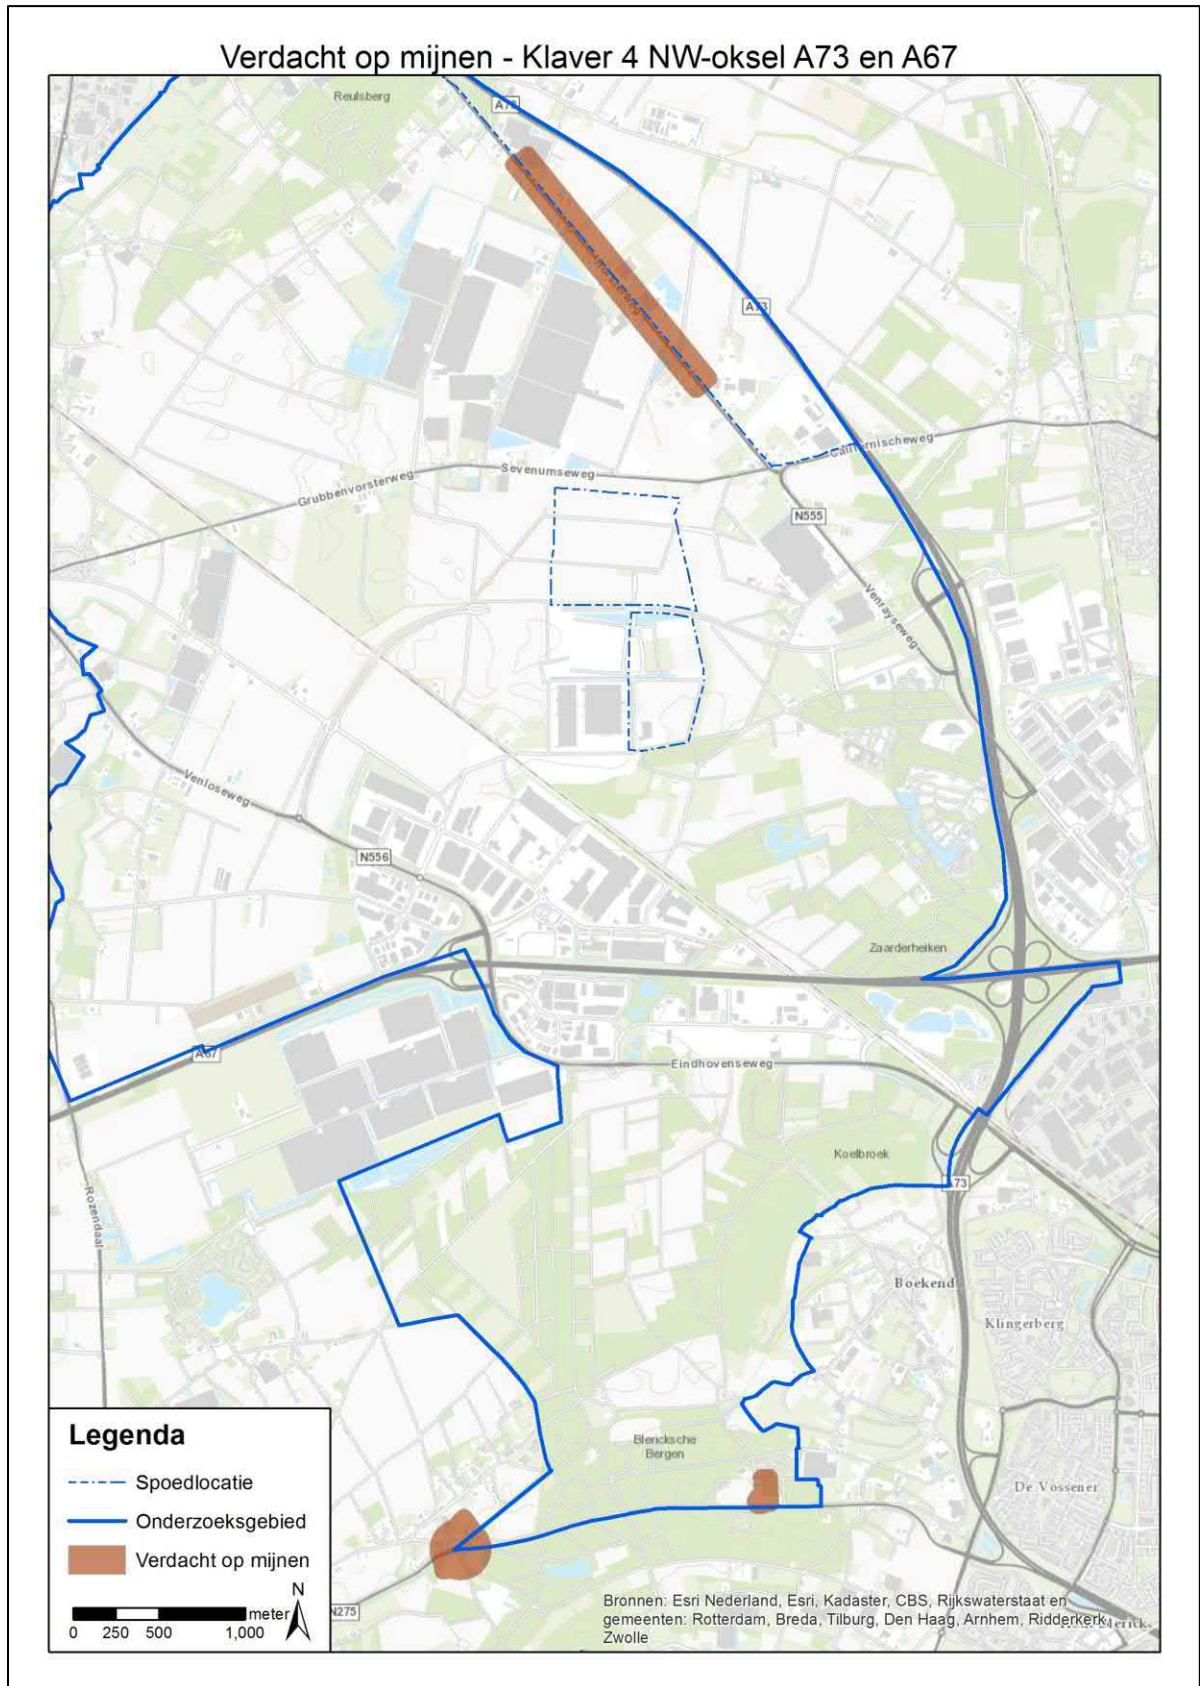 Verdacht op mijnen - Klaver 4 NW-oksel A73 en A67
Reulsberg
A73
Horsterweg
A73
Californischeweg
Sevenumseweg
Grubbenvorsterweg
N555
Venrayseweg
Venloseweg
N556
Zaarderheiken
A67
Eindhovenseweg
Koelbroek
A73
Rozendaal
Boekend
Klingerberg
Blericksche
Bergen
De Vossener
Legenda
Spoedlocatie
Onderzoeksgebied
Verdacht op mijnen
N
meter
0 250 500 1,000
N275
Bronnen: Esri Nederland, Esri, Kadaster, CBS, Rijkswaterstaat en
gemeenten: Rotterdam, Breda, Tilburg, Den Haag, Arnhem, Ridderkerk,
Zwolle